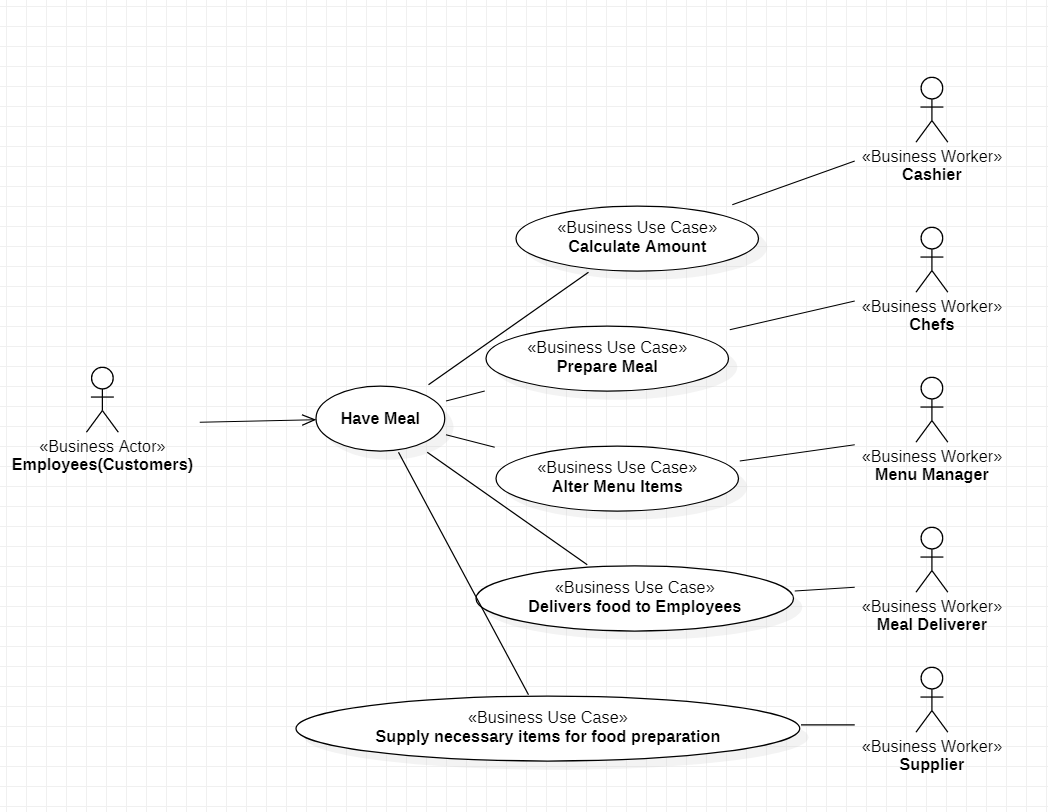 «Business Worker»
Cashier
«Business Use Case»
Calculate Amount
«Business Worker»
Chefs
«Business Use Case»
Prepare Meal
Have Meal
«Business Actor»
Employees(Customers)
«Business Worker»
Menu Manager
«Business Use Case»
Alter Menu Items
«Business Use Case»
Delivers food to Employees
«Business Worker»
Meal Deliverer
«Business Use Case»
Supply necessary items for food preparation
«Business Worker»
Supplier